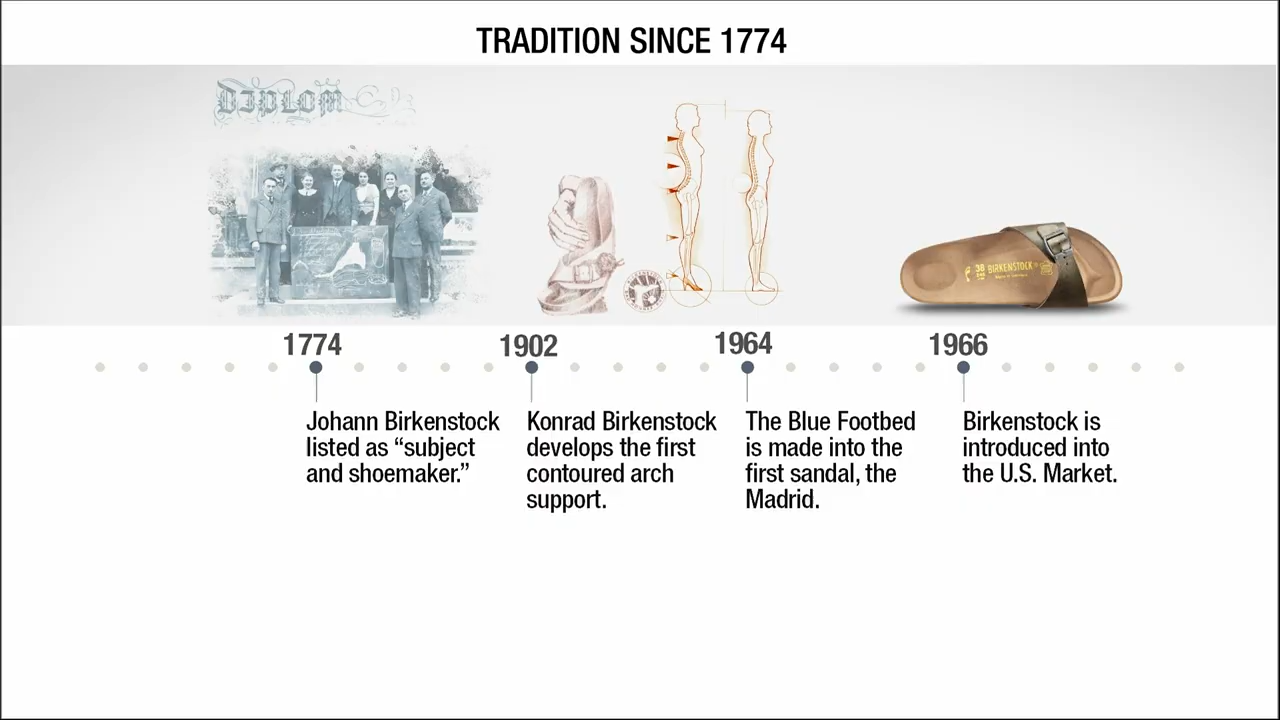 TRADITION SINCE 1774
Diplom
38
BIRKENSTOCK
1774
1902
1964
1966
Johann Birkenstock
listed as “subject
and shoemaker.”
Konrad Birkenstock
develops the first
contoured arch
support.
The Blue Footbed
is made into the
first sandal, the
Madrid.
Birkenstock is
introduced into
the U.S. Market.